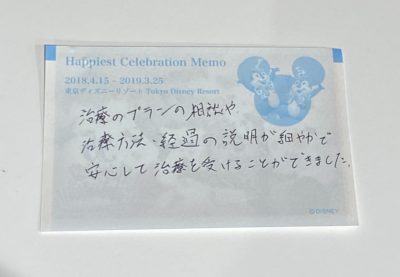 Happiest Celebration Memo
2018.4.15 - 2019.3.25
東京ディズニーリゾート Tokyo Disney Resort
治療のプランの相談や
治療方法・経過の説明が細やかで
安心して治療を受けることができました。
©DISNEY